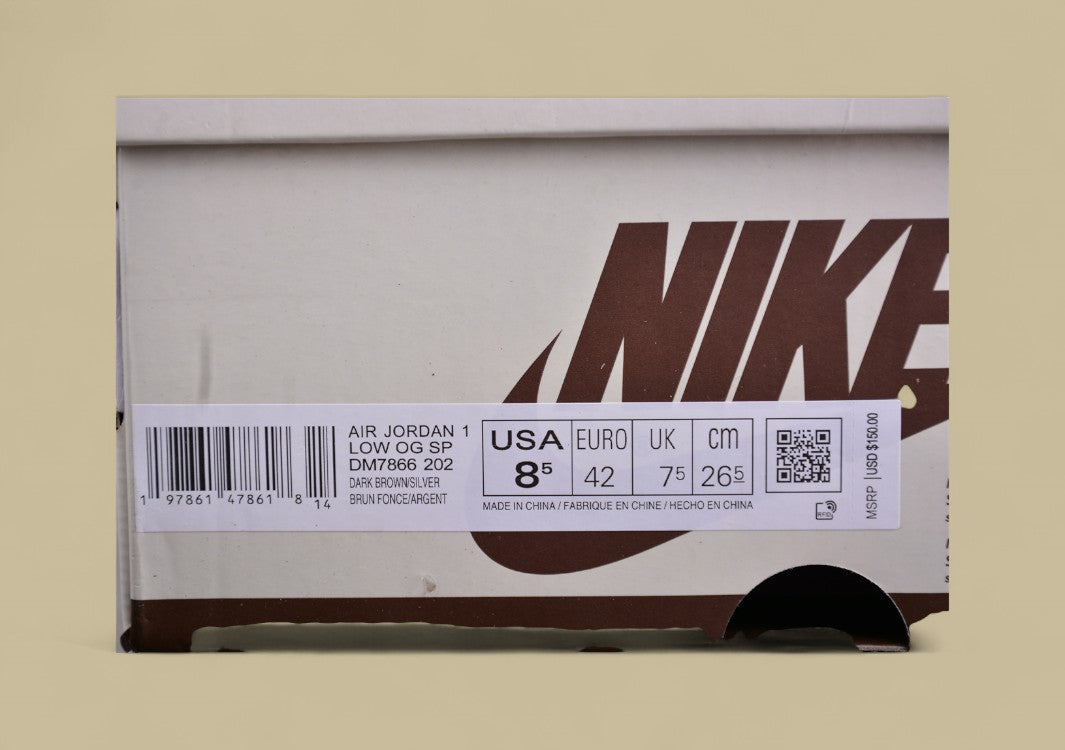 NIKE
AIR JORDAN 1
LOW OG SP
DM7866 202
DARK BROWN/SILVER
BRUN FONCE/ARGENT
1 97861 47861 8 14
USA EURO UK cm
8⁵ 42 7⁵ 26⁵
MADE IN CHINA / FABRIQUE EN CHINE / HECHO EN CHINA
RFID
MSRP | USD $150.00